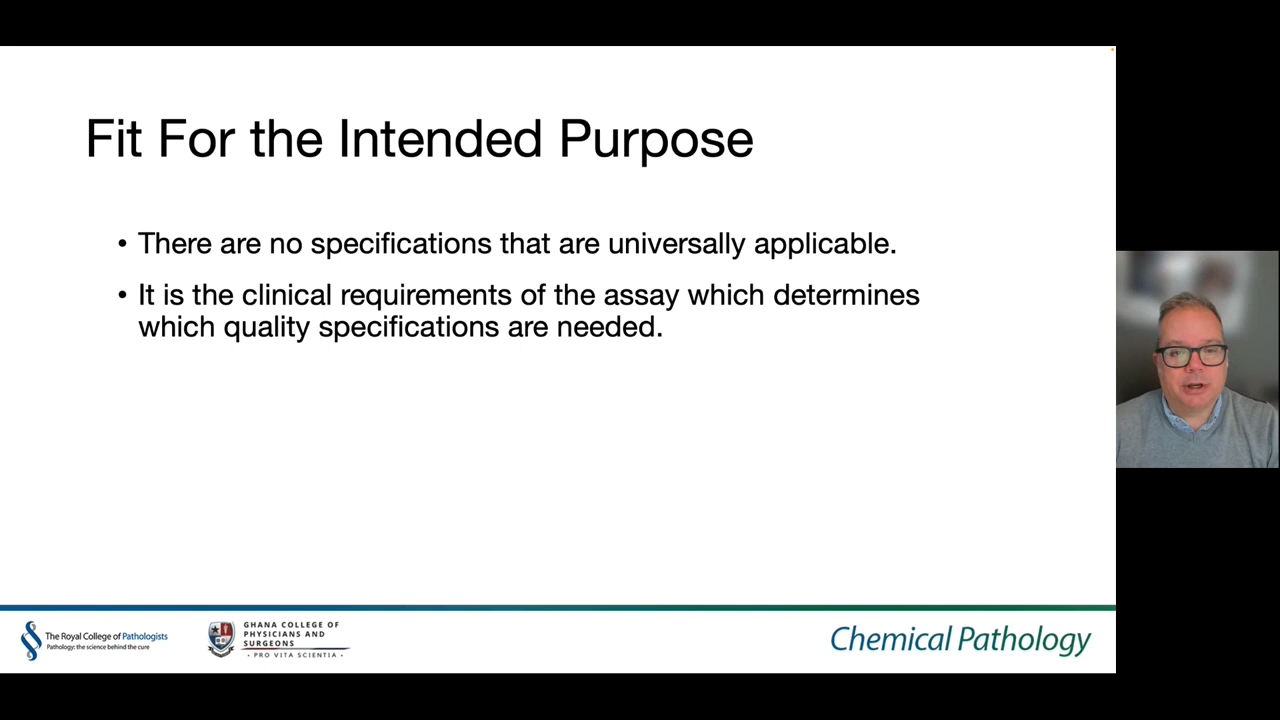 Fit For the Intended Purpose
• There are no specifications that are universally applicable.
• It is the clinical requirements of the assay which determines
which quality specifications are needed.
The Royal College of Pathologists
Pathology: the science behind the cure
GHANA COLLEGE OF
PHYSICIANS AND
SURGEONS
• PRO VITA SCIENTIA •
Chemical Pathology